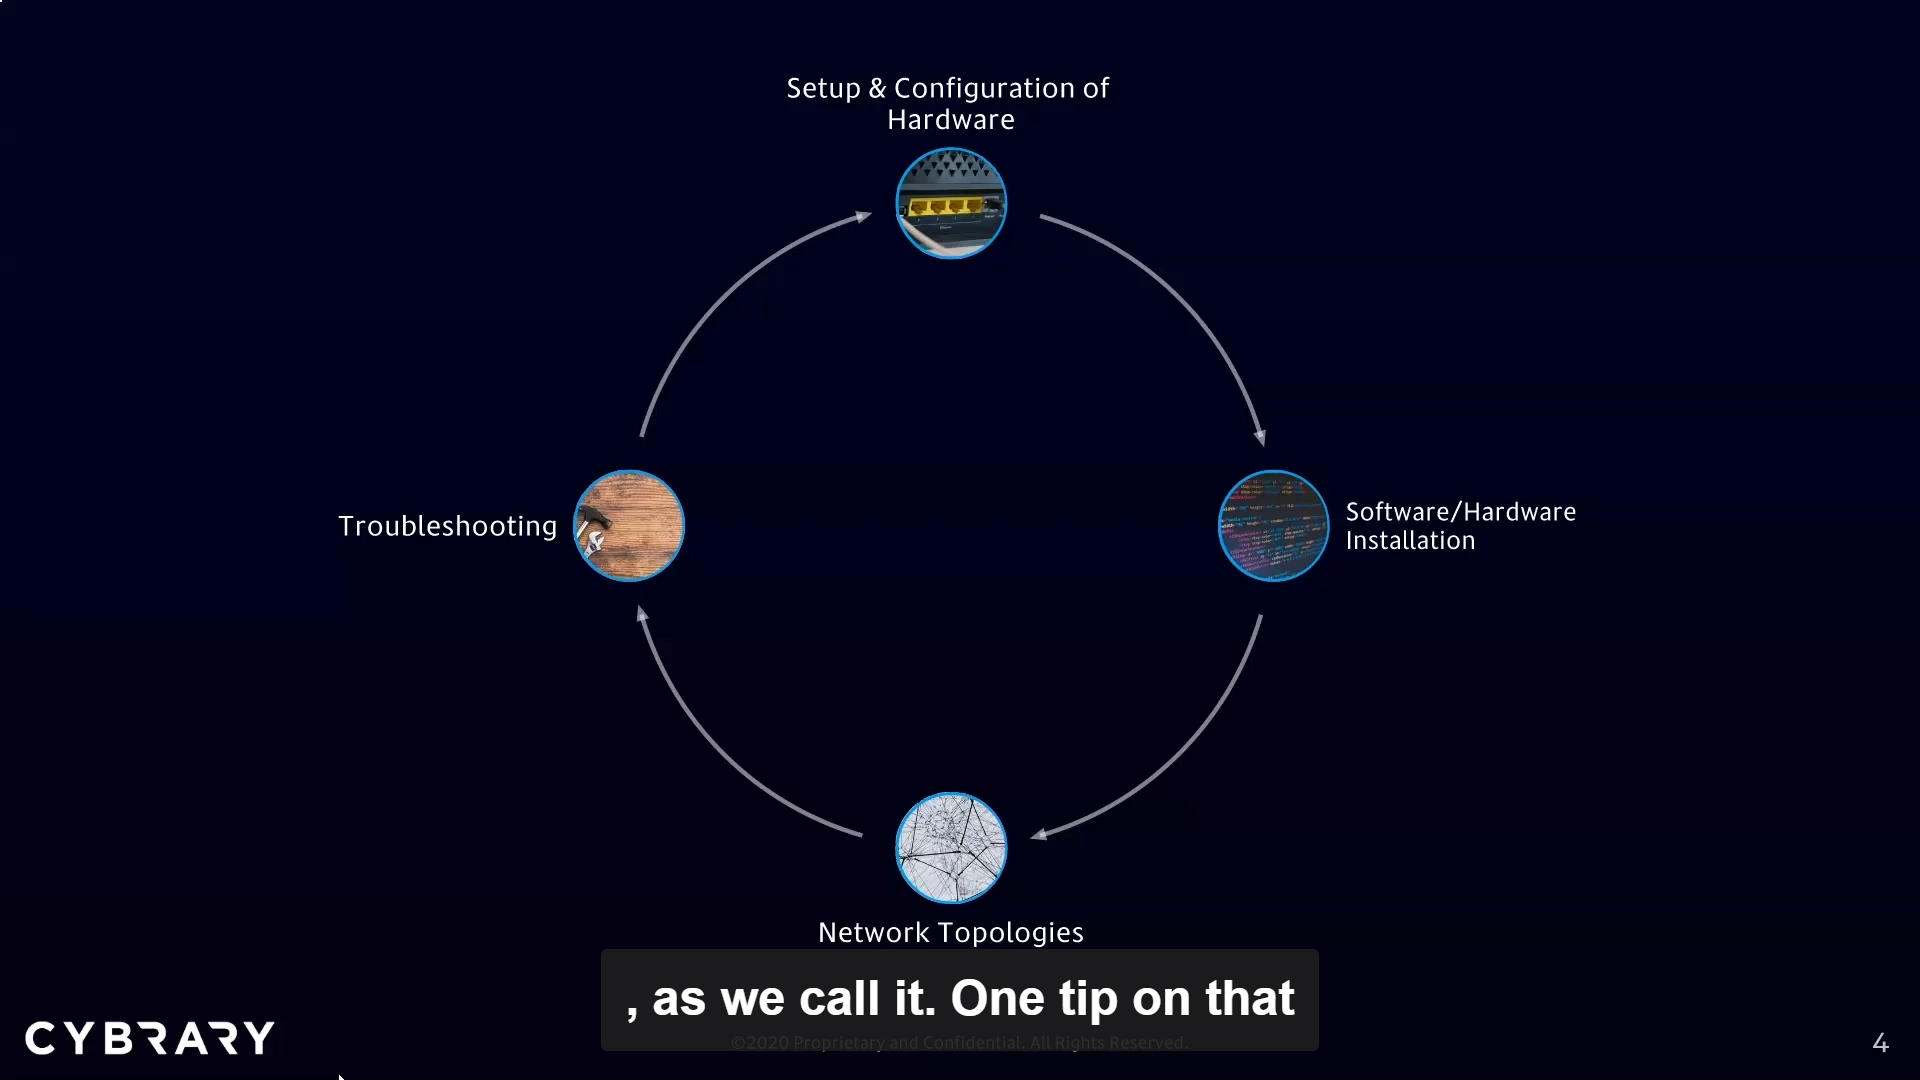 Setup & Configuration of
Hardware
Troubleshooting
Software/Hardware
Installation
Network Topologies
, as we call it. One tip on that
©2020 Proprietary and Confidential. All Rights Reserved.
CYBRARY
4